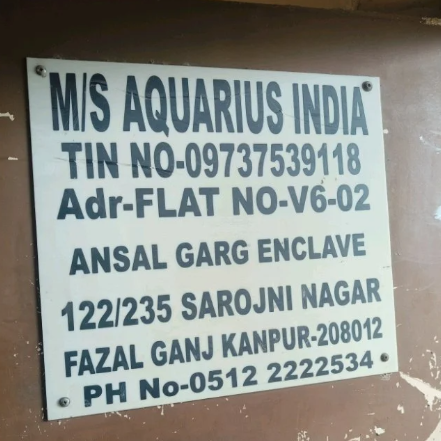 M/S AQUARIUS INDIA
TIN NO-09737539118
Adr-FLAT NO-V6-02
ANSAL GARG ENCLAVE
122/235 SAROJNI NAGAR
FAZAL GANJ KANPUR-208012
PH No-0512 2222534